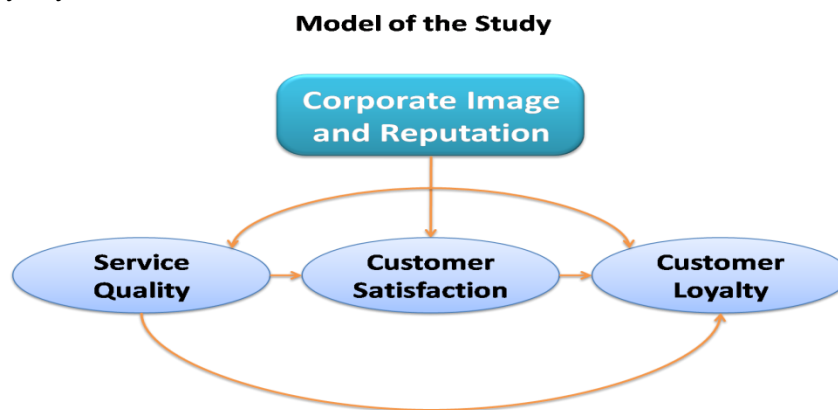 Model of the Study
Corporate Image
and Reputation
Service
Quality
Customer
Satisfaction
Customer
Loyalty